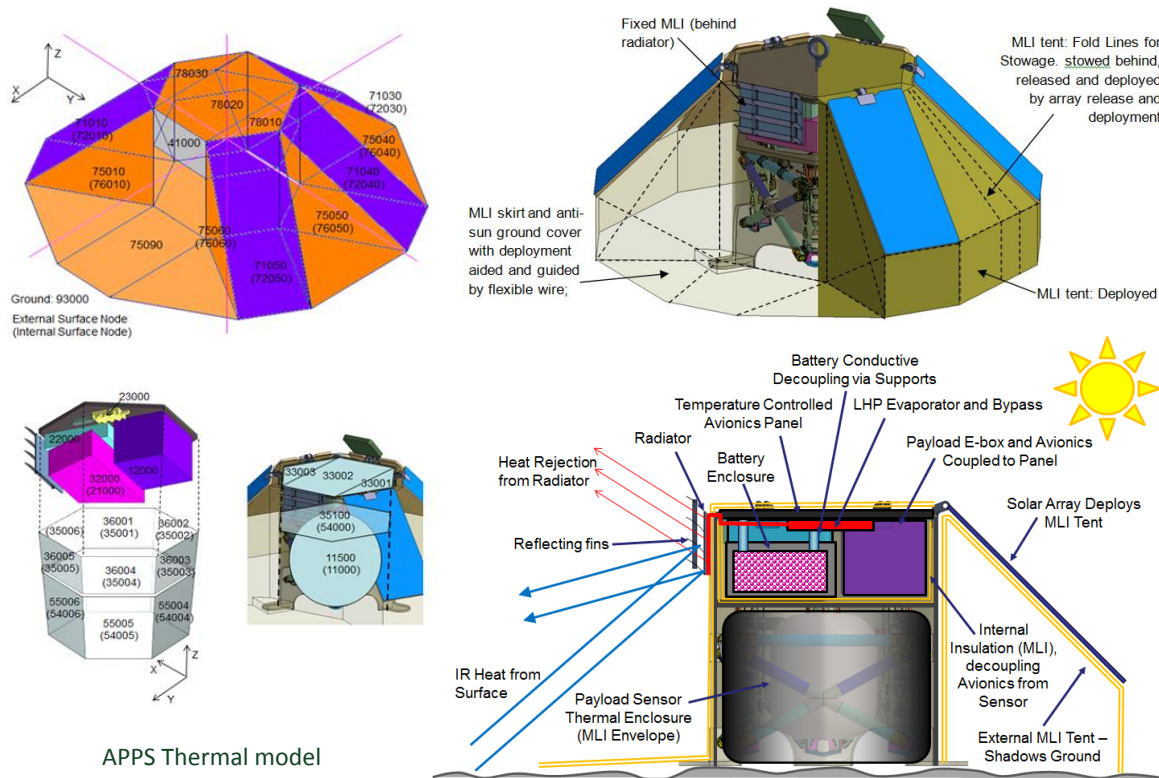 Z
X
Y
78030
78020
78010
71030
(72030)
71010
(72010)
41000
75040
(76040)
75010
(76010)
71040
(72040)
75050
(76050)
75060
(76060)
75090
71050
(72050)
Ground: 93000
External Surface Node
(Internal Surface Node)
Fixed MLI (behind
radiator)
MLI tent: Fold Lines for
Stowage. stowed behind,
released and deployed
by array release and
deployment
MLI skirt and anti-
sun ground cover
with deployment
aided and guided
by flexible wire;
MLI tent: Deployed
23000
22000
12000
32000
(21000)
36001
(35001)
36002
(35002)
(35006)
36005
(35005)
36003
(35003)
36004
(35004)
55006
(54006)
55004
(54004)
55005
(54005)
X
Z
Y
33003
33002
33001
35100
(54000)
11500
(11000)
APPS Thermal model
Battery Conductive
Decoupling via Supports
Temperature Controlled
Avionics Panel
LHP Evaporator and Bypass
Radiator
Battery
Enclosure
Payload E-box and Avionics
Coupled to Panel
Heat Rejection
from Radiator
Solar Array Deploys
MLI Tent
Reflecting fins
IR Heat from
Surface
Payload Sensor
Thermal Enclosure
(MLI Envelope)
Internal
Insulation (MLI),
decoupling
Avionics from
Sensor
External MLI Tent –
Shadows Ground